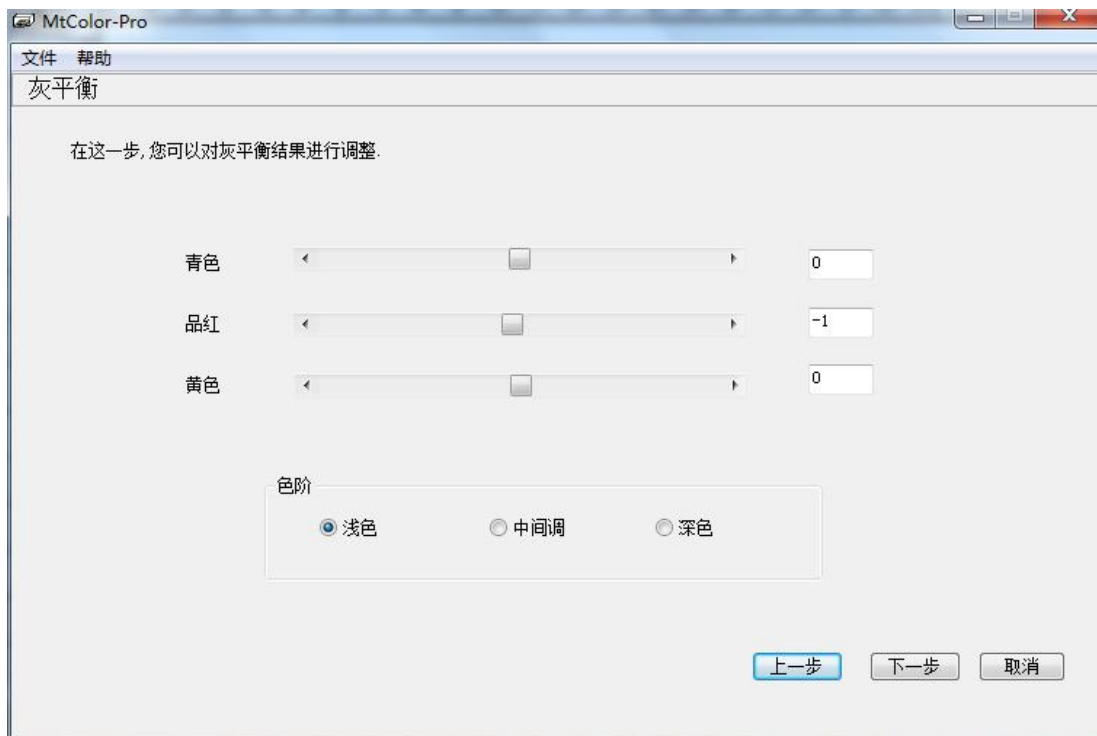 MtColor-Pro
文件 帮助
灰平衡
在这一步,您可以对灰平衡结果进行调整.
青色 0
品红 -1
黄色 0
色阶
浅色 中间调 深色
上一步 下一步 取消